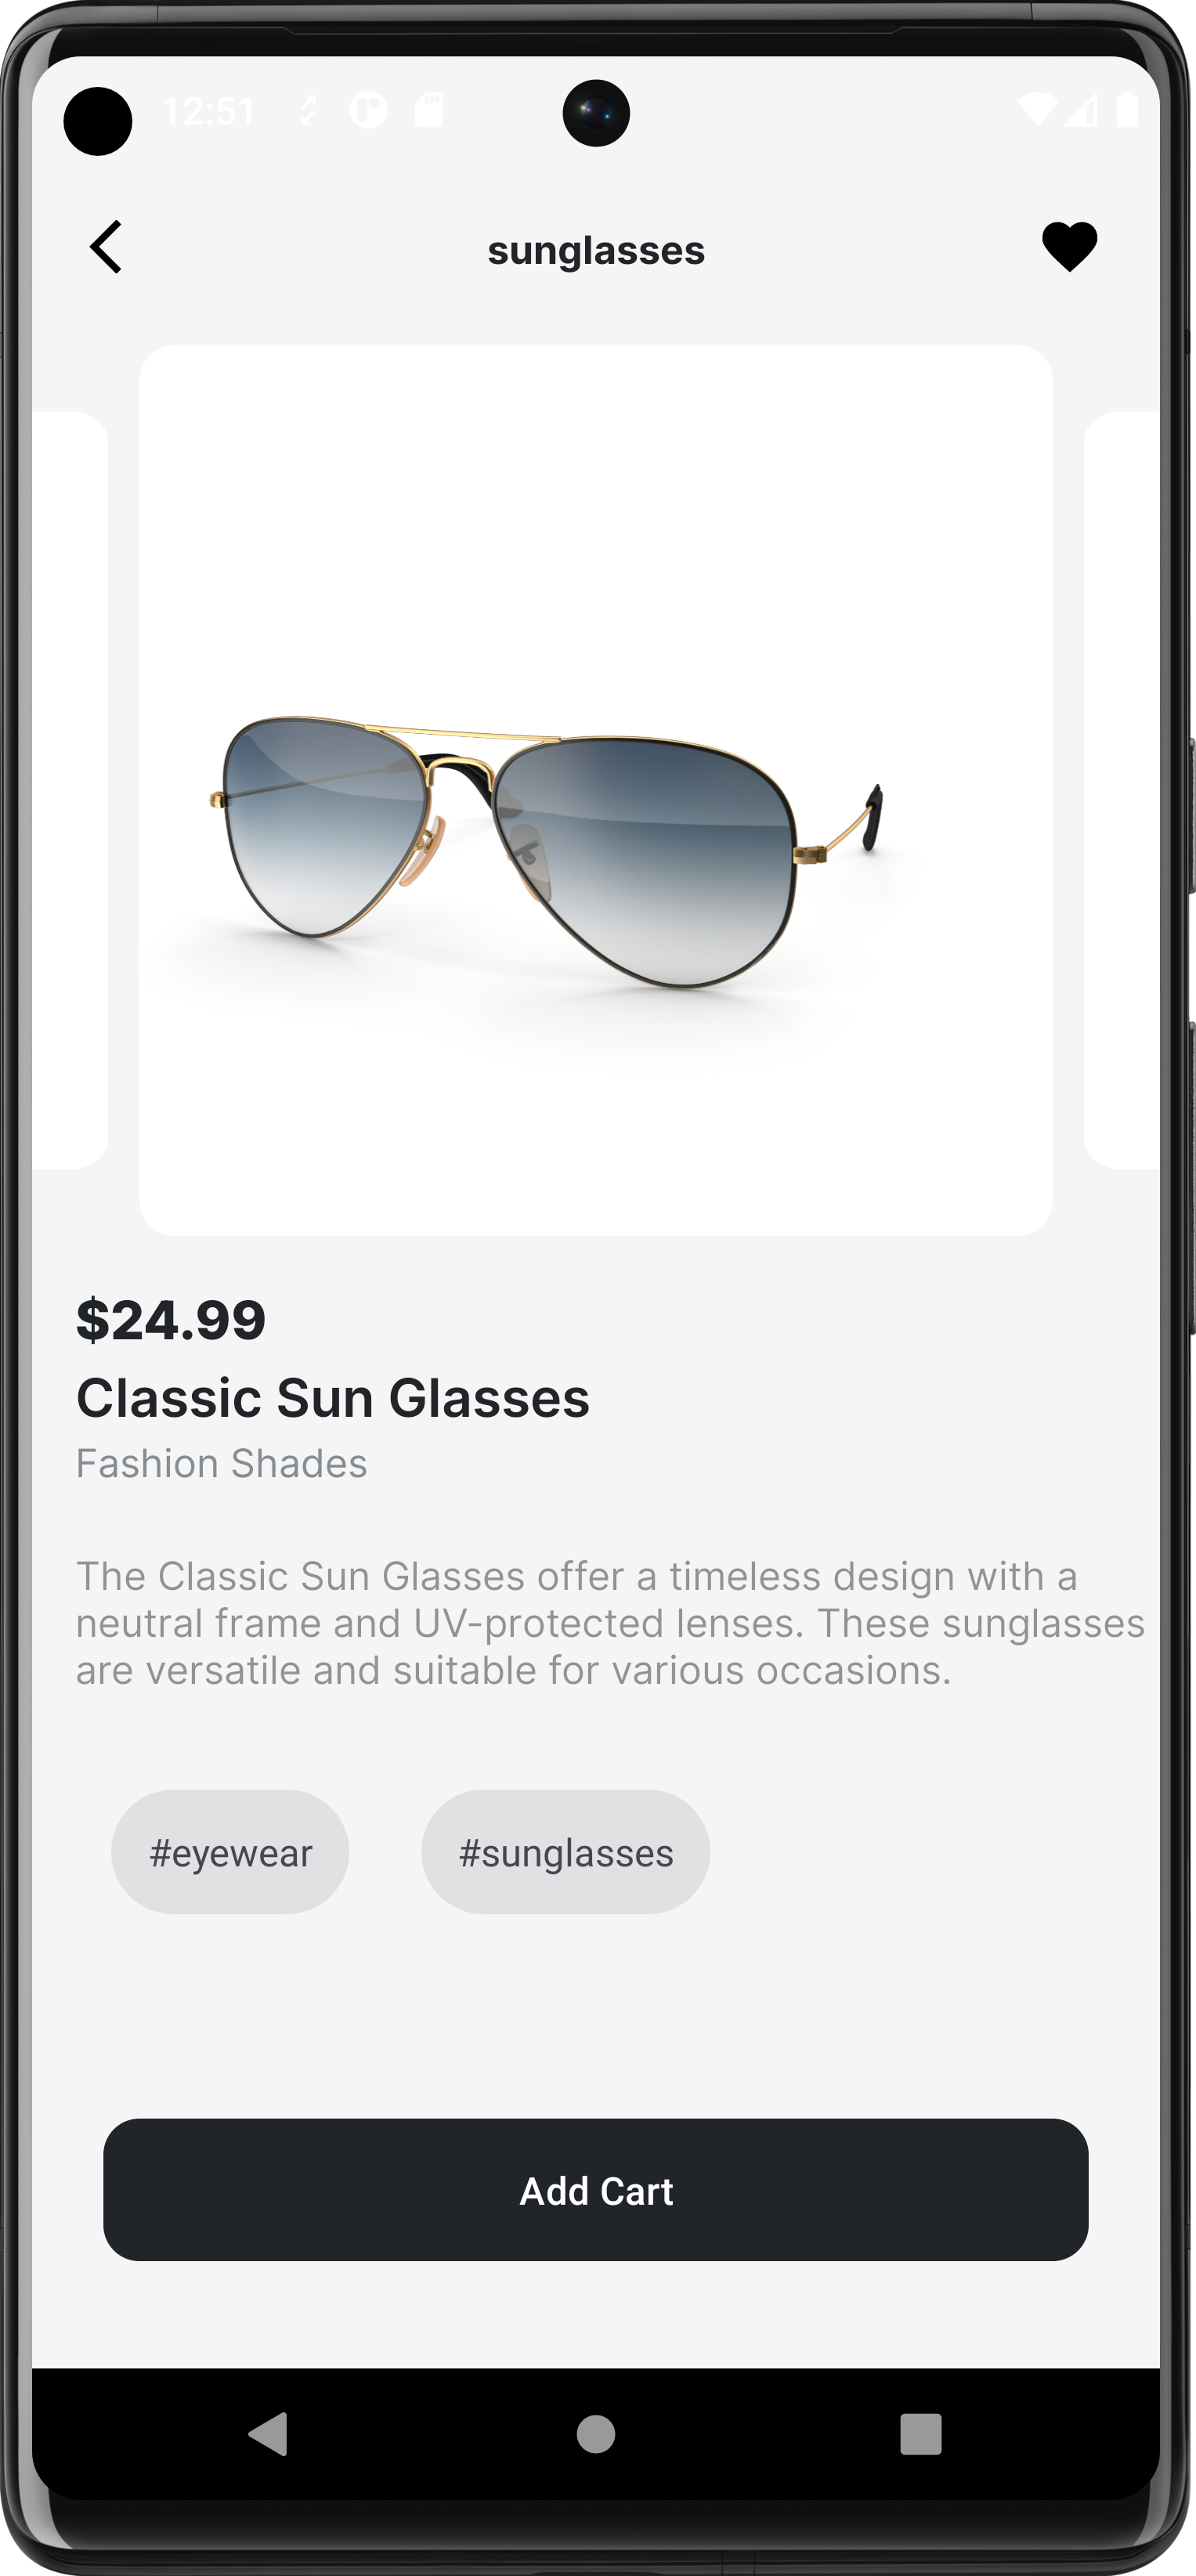 12:51
sunglasses
$24.99
Classic Sun Glasses
Fashion Shades
The Classic Sun Glasses offer a timeless design with a
neutral frame and UV-protected lenses. These sunglasses
are versatile and suitable for various occasions.
#eyewear #sunglasses
Add Cart